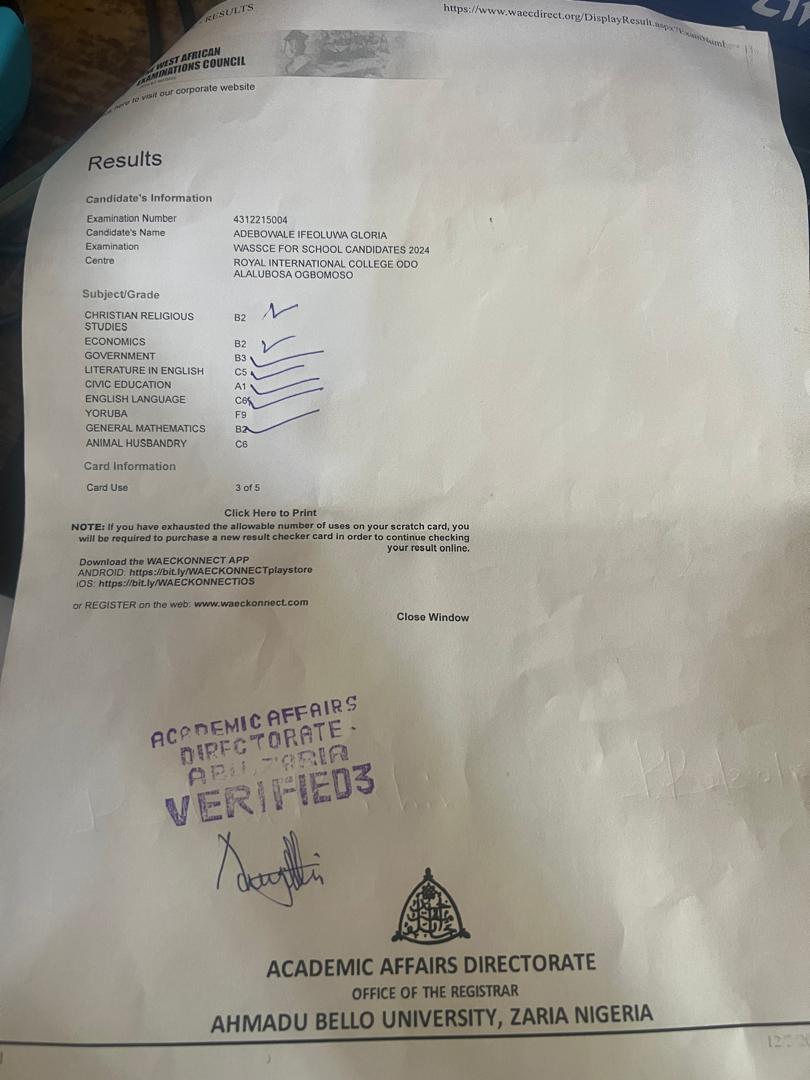 RESULTS
https://www.waecdirect.org/DisplayResult.aspx?ExamNumb
WEST AFRICAN
EXAMINATIONS COUNCIL
here to visit our corporate website
Results
Candidate's Information
Examination Number 4312215004
Candidate's Name ADEBOWALE IFEOLUWA GLORIA
Examination WASSCE FOR SCHOOL CANDIDATES 2024
Centre ROYAL INTERNATIONAL COLLEGE ODO
ALALUBOSA OGBOMOSO
Subject/Grade
CHRISTIAN RELIGIOUS B2
STUDIES
ECONOMICS B2
GOVERNMENT B3
LITERATURE IN ENGLISH C5
CIVIC EDUCATION A1
ENGLISH LANGUAGE C6
YORUBA F9
GENERAL MATHEMATICS B2
ANIMAL HUSBANDRY C6
Card Information
Card Use 3 of 5
Click Here to Print
NOTE: If you have exhausted the allowable number of uses on your scratch card, you
will be required to purchase a new result checker card in order to continue checking
your result online.
Download the WAECKONNECT APP
ANDROID: https://bit.ly/WAECKONNECTplaystore
iOS: https://bit.ly/WAECKONNECTiOS
or REGISTER on the web: www.waeckonnect.com
Close Window
ACADEMIC AFFAIRS
DIRECTORATE
ABU ZARIA
VERIFIED3
ACADEMIC AFFAIRS DIRECTORATE
OFFICE OF THE REGISTRAR
AHMADU BELLO UNIVERSITY, ZARIA NIGERIA